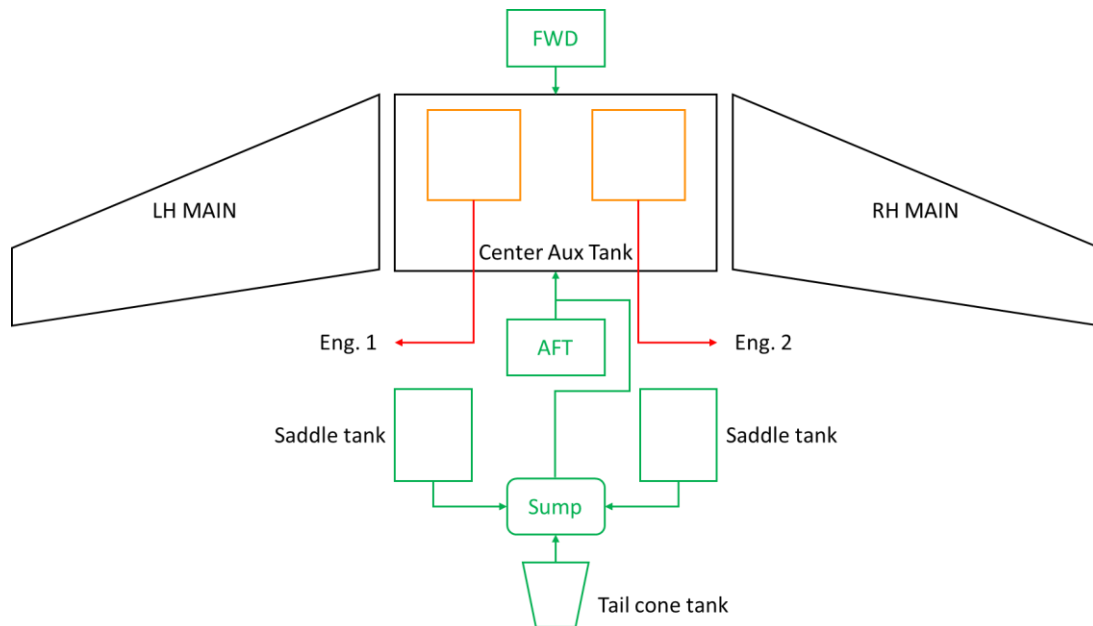 FWD
LH MAIN
RH MAIN
Center Aux Tank
Eng. 1
AFT
Eng. 2
Saddle tank
Saddle tank
Sump
Tail cone tank